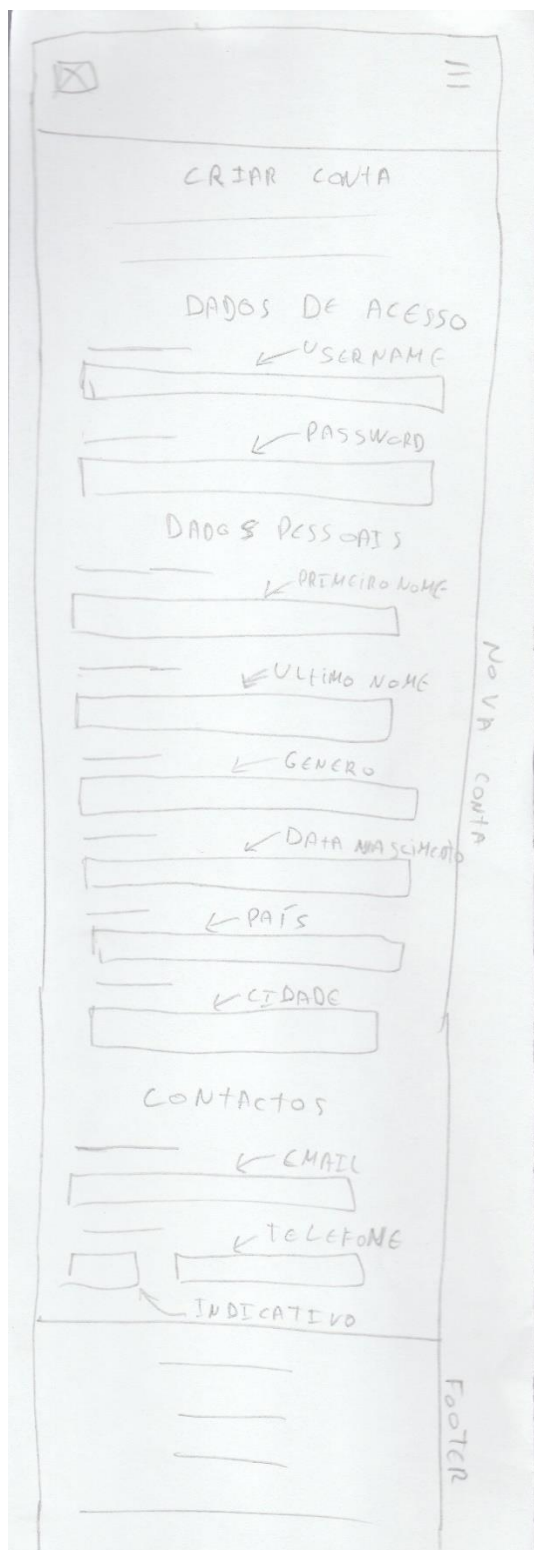 CRIAR CONTA
DADOS DE ACESSO
USERNAME
PASSWORD
DADOS PESSOAIS
PRIMEIRO NOME
ULTIMO NOME
GENERO
DATA NASCIMENTO
PAÍS
CIDADE
NOVA CONTA
CONTACTOS
EMAIL
TELEFONE
INDICATIVO
FOOTER